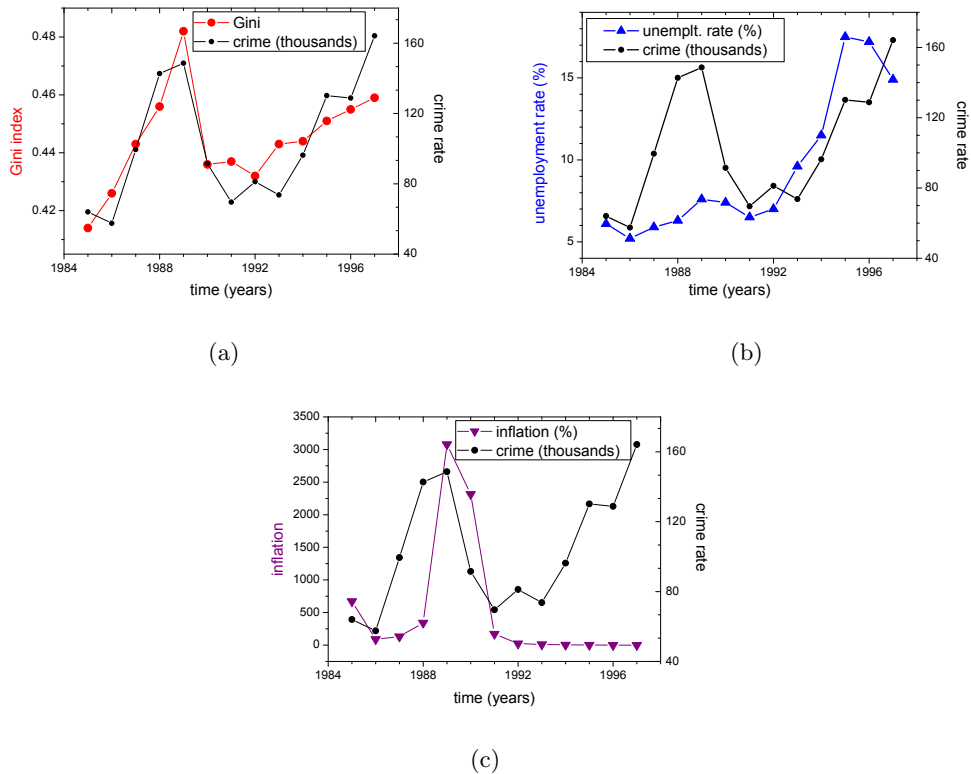 Gini
crime (thousands)
0.48
0.46
0.44
0.42
Gini index
160
120
80
40
crime rate
1984
1988
1992
1996
time (years)
(a)
unemplt. rate (%)
crime (thousands)
15
10
5
unemployment rate (%)
160
120
80
40
crime rate
1984
1988
1992
1996
time (years)
(b)
inflation (%)
crime (thousands)
3500
3000
2500
2000
1500
1000
500
0
inflation
160
120
80
40
crime rate
1984
1988
1992
1996
time (years)
(c)